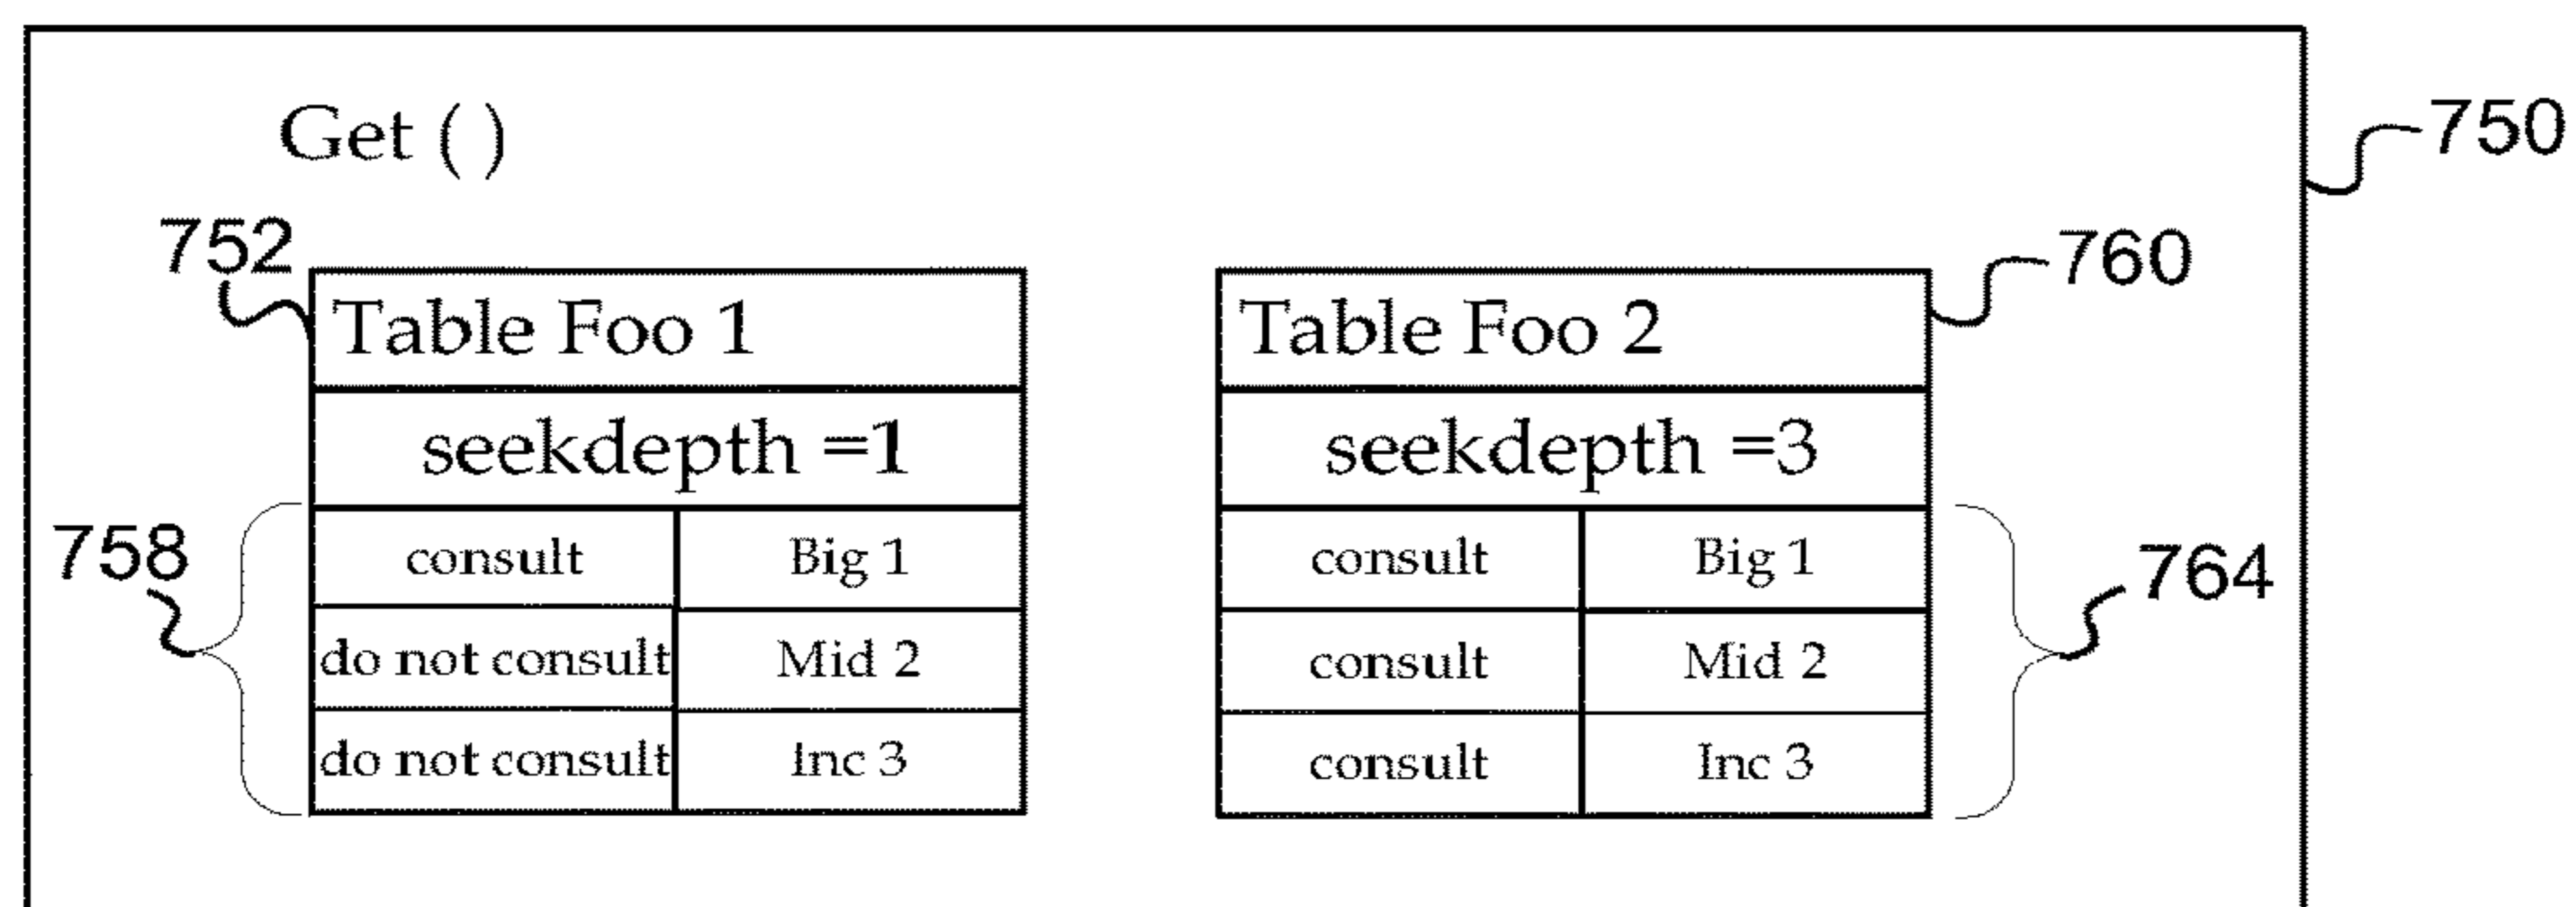 Get ( )
750
752
760
Table Foo 1
Table Foo 2
seekdepth =1
seekdepth =3
758
consult Big 1
consult Big 1
764
do not consult Mid 2
consult Mid 2
do not consult Inc 3
consult Inc 3